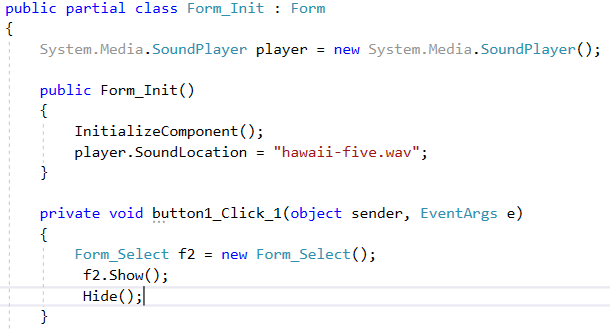 public partial class Form_Init : Form
{
System.Media.SoundPlayer player = new System.Media.SoundPlayer();
public Form_Init()
{
InitializeComponent();
player.SoundLocation = "hawaii-five.wav";
}
private void button1_Click_1(object sender, EventArgs e)
{
Form_Select f2 = new Form_Select();
f2.Show();
Hide();
}